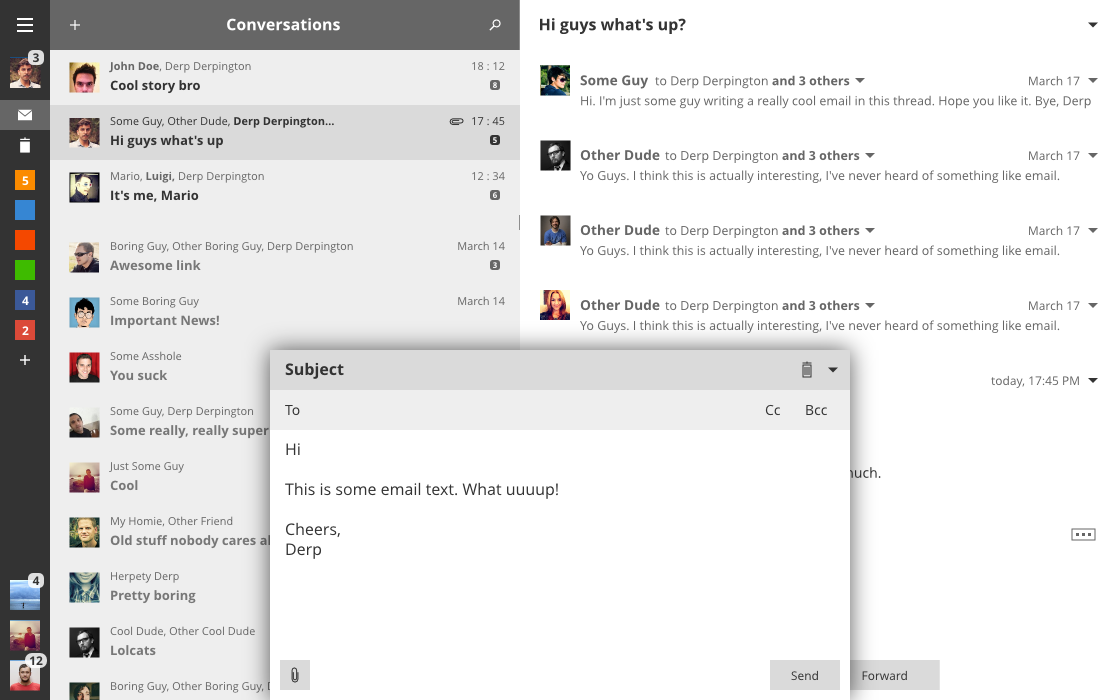 3
5
4
2
+
4
12
+
Conversations
John Doe, Derp Derpington
18 : 12
Cool story bro
8
Some Guy, Other Dude, Derp Derpington...
17 : 45
Hi guys what's up
5
Mario, Luigi, Derp Derpington
12 : 34
It's me, Mario
6
Boring Guy, Other Boring Guy, Derp Derpington
March 14
Awesome link
3
Some Boring Guy
March 14
Important News!
Some Asshole
You suck
Some Guy, Derp Derpington
Some really, really super
Just Some Guy
Cool
My Homie, Other Friend
Old stuff nobody cares
Herpety Derp
Pretty boring
Cool Dude, Other Cool Dude
Lolcats
Boring Guy, Other Boring Guy,
Hi guys what's up?
Some Guy to Derp Derpington and 3 others
March 17
Hi. I'm just some guy writing a really cool email in this thread. Hope you like it. Bye, Derp
Other Dude to Derp Derpington and 3 others
March 17
Yo Guys. I think this is actually interesting, I've never heard of something like email.
Other Dude to Derp Derpington and 3 others
March 17
Yo Guys. I think this is actually interesting, I've never heard of something like email.
Other Dude to Derp Derpington and 3 others
March 17
Yo Guys. I think this is actually interesting, I've never heard of something like email.
today, 17:45 PM
Forward
Subject
To
Cc
Bcc
Hi
This is some email text. What uuuup!
Cheers,
Derp
Send